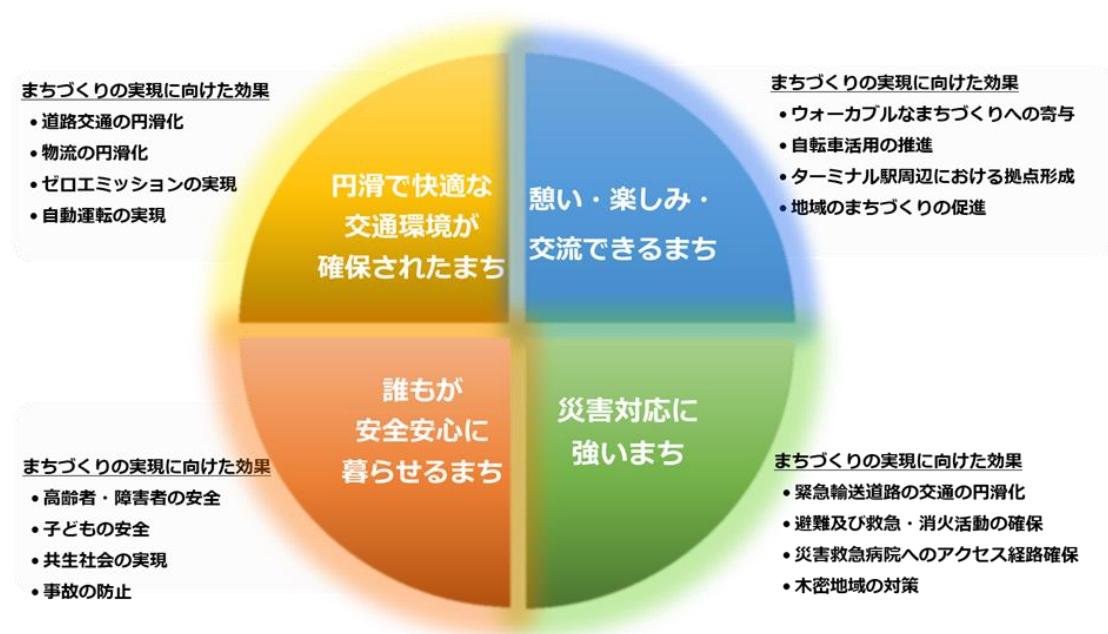 まちづくりの実現に向けた効果
•道路交通の円滑化
•物流の円滑化
•ゼロエミッションの実現
•自動運転の実現
円滑で快適な
交通環境が
確保されたまち
憩い・楽しみ・
交流できるまち
まちづくりの実現に向けた効果
•ウォーカブルなまちづくりへの寄与
•自転車活用の推進
•ターミナル駅周辺における拠点形成
•地域のまちづくりの促進
まちづくりの実現に向けた効果
•高齢者・障害者の安全
•子どもの安全
•共生社会の実現
•事故の防止
誰もが
安全安心に
暮らせるまち
災害対応に
強いまち
まちづくりの実現に向けた効果
•緊急輸送道路の交通の円滑化
•避難及び救急・消火活動の確保
•災害救急病院へのアクセス経路確保
•木密地域の対策